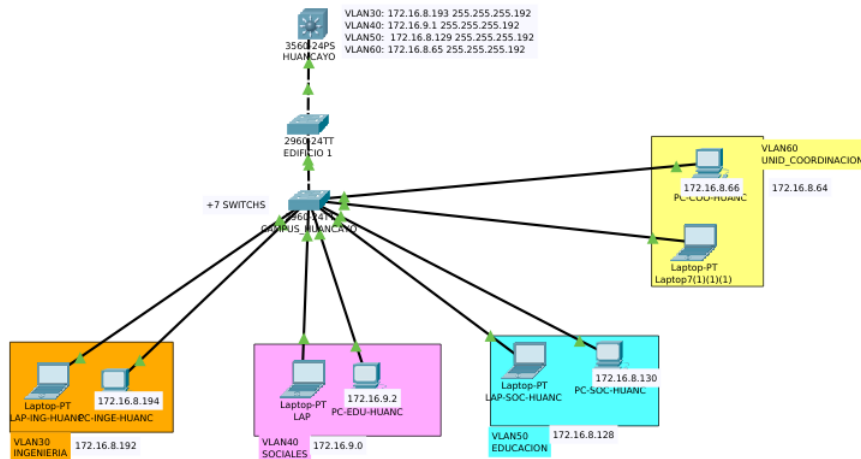 VLAN30: 172.16.8.193 255.255.255.192
VLAN40: 172.16.9.1 255.255.255.192
VLAN50: 172.16.8.129 255.255.255.192
VLAN60: 172.16.8.65 255.255.255.192
3560-24PS
HUANCAYO
2960-24TT
EDIFICIO 1
+7 SWITCHS
2960-24TT
CAMPUS_HUANCAYO
VLAN60
UNID_COORDINACION
172.16.8.66
PC-COO-HUANC
172.16.8.64
Laptop-PT
Laptop7(1)(1)(1)
Laptop-PT
LAP-ING-HUANC
172.16.8.194
PC-INGE-HUANC
VLAN30
INGENIERIA
172.16.8.192
Laptop-PT
LAP
172.16.9.2
PC-EDU-HUANC
VLAN40
SOCIALES
172.16.9.0
Laptop-PT
LAP-SOC-HUANC
172.16.8.130
PC-SOC-HUANC
VLAN50
EDUCACION
172.16.8.128